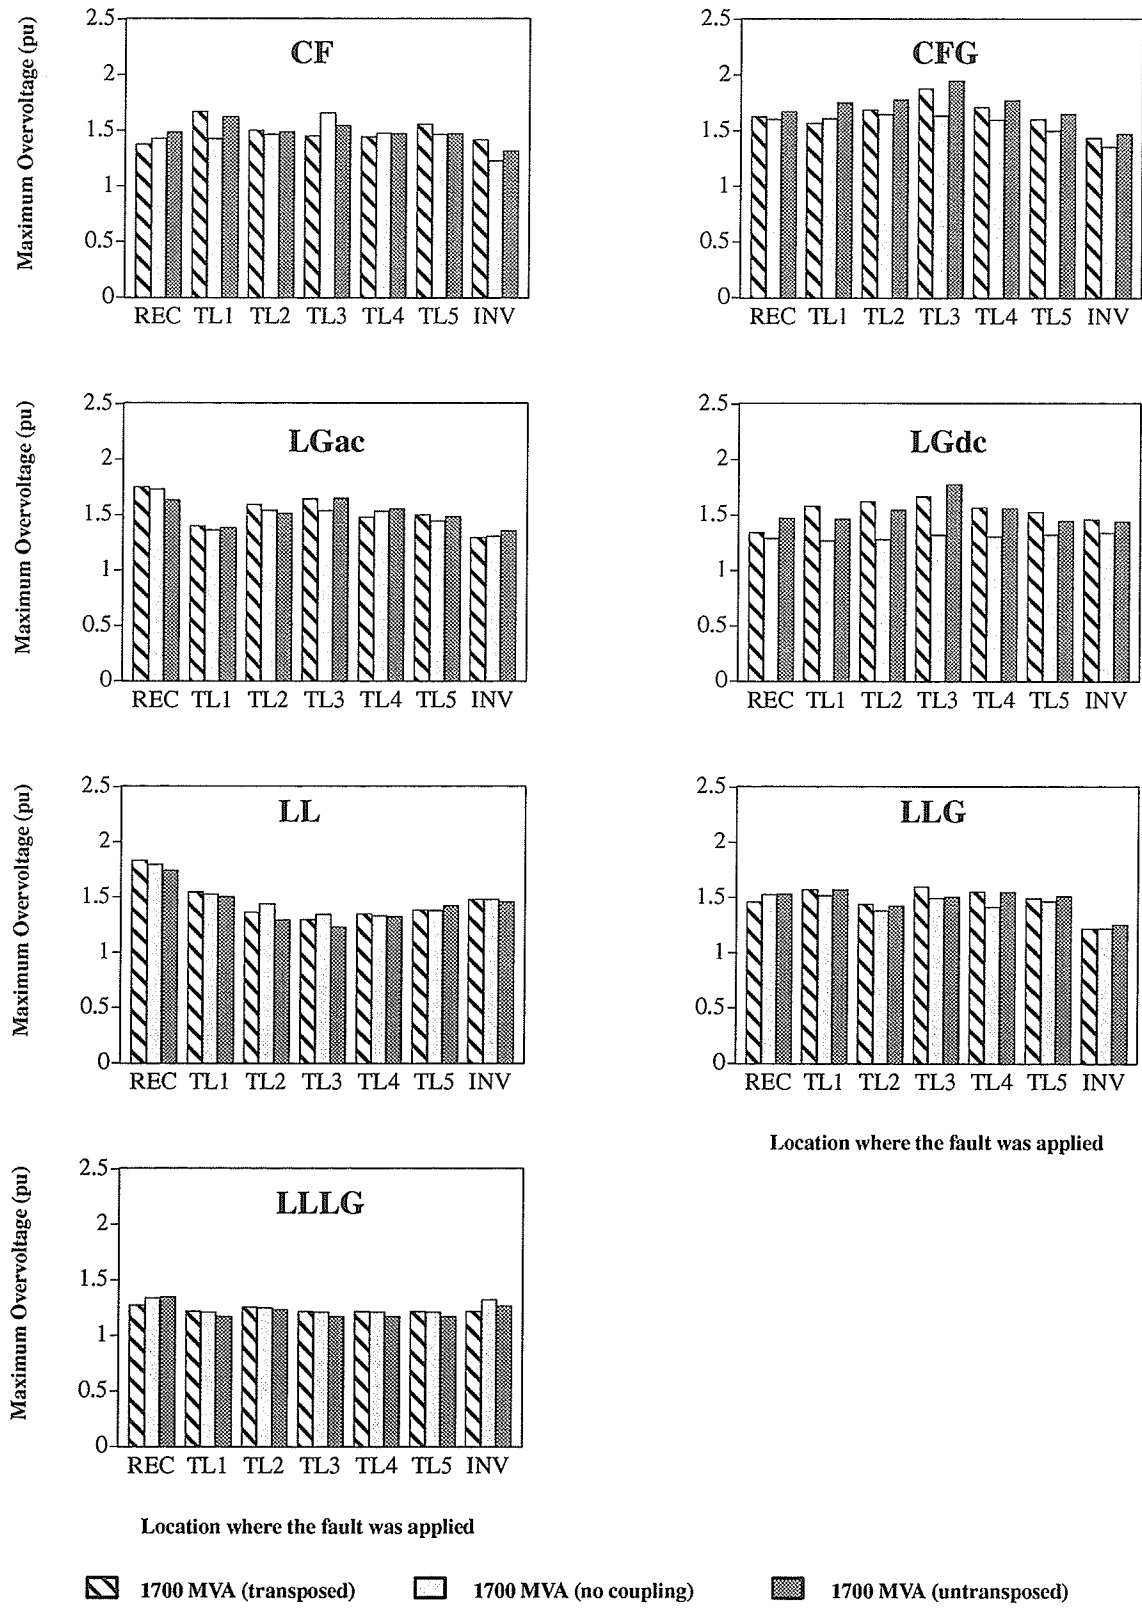 CF
Maximum Overvoltage (pu)
2.5
2
1.5
1
0.5
0
REC TL1 TL2 TL3 TL4 TL5 INV
CFG
2.5
2
1.5
1
0.5
0
REC TL1 TL2 TL3 TL4 TL5 INV
LGac
Maximum Overvoltage (pu)
2.5
2
1.5
1
0.5
0
REC TL1 TL2 TL3 TL4 TL5 INV
LGdc
2.5
2
1.5
1
0.5
0
REC TL1 TL2 TL3 TL4 TL5 INV
LL
Maximum Overvoltage (pu)
2.5
2
1.5
1
0.5
0
REC TL1 TL2 TL3 TL4 TL5 INV
LLG
2.5
2
1.5
1
0.5
0
REC TL1 TL2 TL3 TL4 TL5 INV
Location where the fault was applied
LLLG
Maximum Overvoltage (pu)
2.5
2
1.5
1
0.5
0
REC TL1 TL2 TL3 TL4 TL5 INV
Location where the fault was applied
1700 MVA (transposed) 1700 MVA (no coupling) 1700 MVA (untransposed)